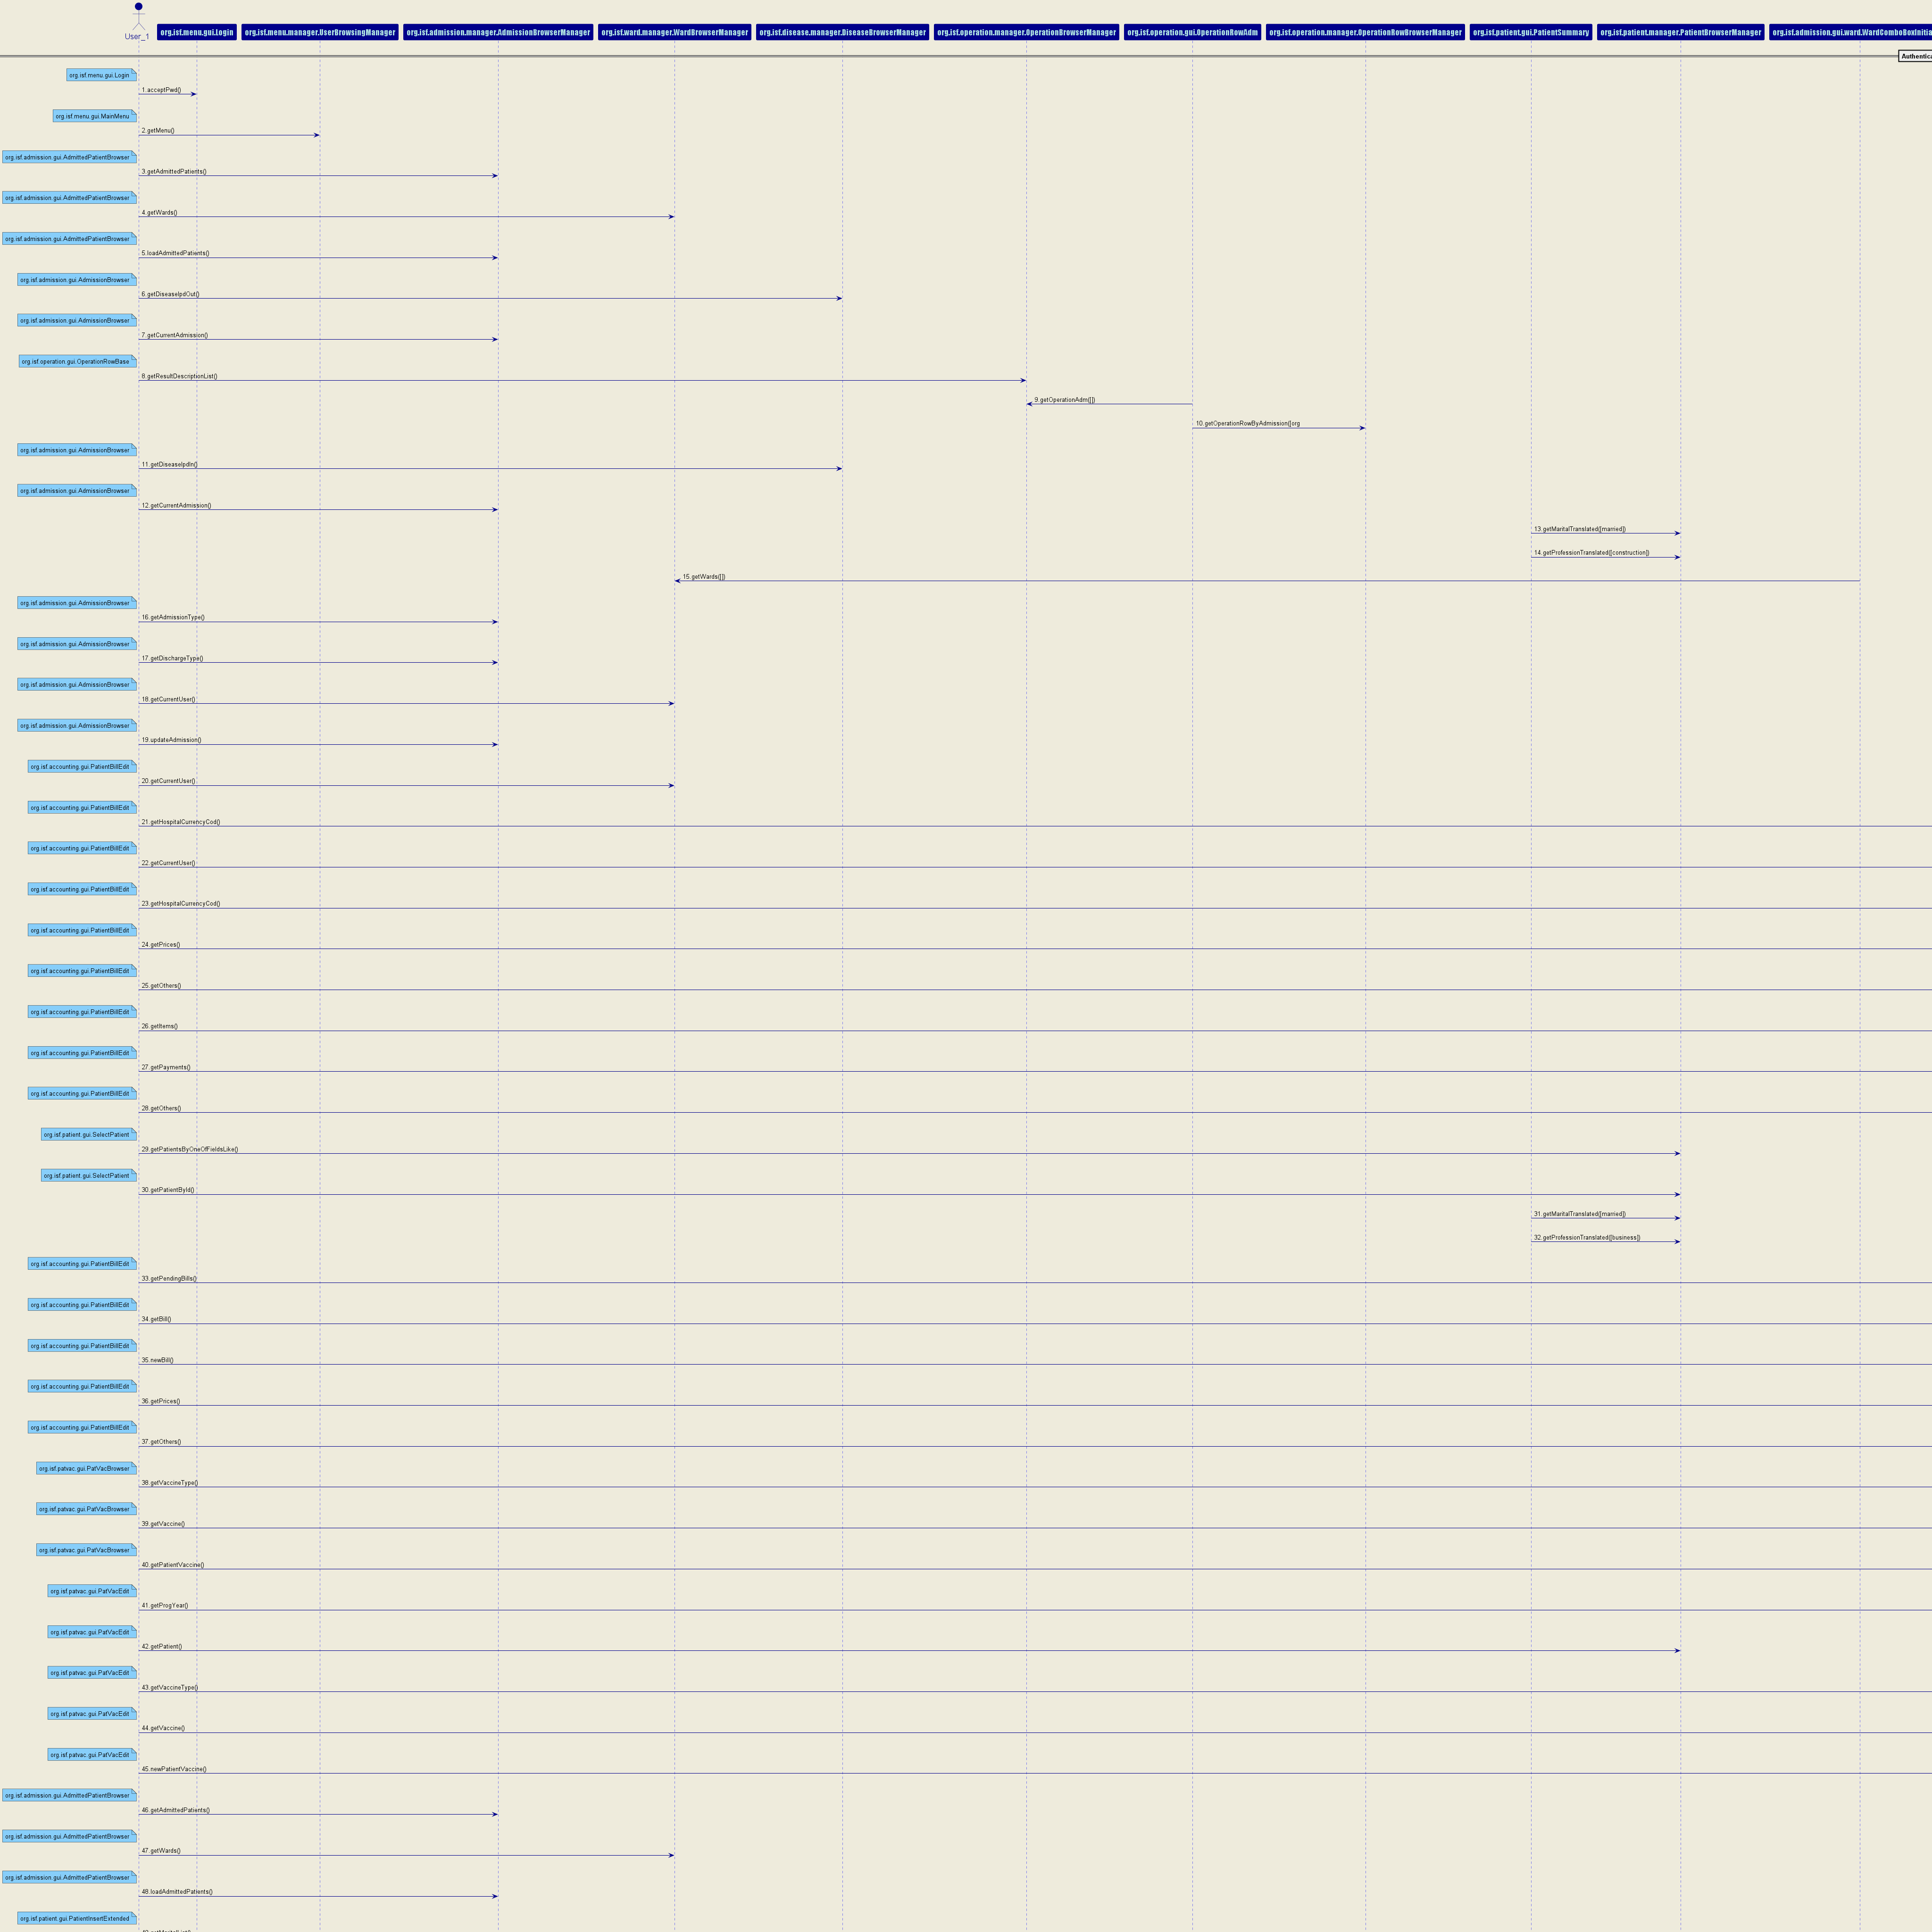 User_1
org.isf.menu.gui.Login
org.isf.menu.manager.UserBrowsingManager
org.isf.admission.manager.AdmissionBrowserManager
org.isf.ward.manager.WardBrowserManager
org.isf.disease.manager.DiseaseBrowserManager
org.isf.operation.manager.OperationBrowserManager
org.isf.operation.gui.OperationRowAdm
org.isf.operation.manager.OperationRowBrowserManager
org.isf.patient.gui.PatientSummary
org.isf.patient.manager.PatientBrowserManager
org.isf.admission.gui.ward.WardComboBoxInitia
Authentica
org.isf.menu.gui.Login
1.acceptPwd()
org.isf.menu.gui.MainMenu
2.getMenu()
org.isf.admission.gui.AdmittedPatientBrowser
3.getAdmittedPatients()
org.isf.admission.gui.AdmittedPatientBrowser
4.getWards()
org.isf.admission.gui.AdmittedPatientBrowser
5.loadAdmittedPatients()
org.isf.admission.gui.AdmissionBrowser
6.getDiseaseIpdOut()
org.isf.admission.gui.AdmissionBrowser
7.getCurrentAdmission()
org.isf.operation.gui.OperationRowBase
8.getResultDescriptionList()
9.getOperationAdm([])
10.getOperationRowByAdmission([org
org.isf.admission.gui.AdmissionBrowser
11.getDiseaseIpdIn()
org.isf.admission.gui.AdmissionBrowser
12.getCurrentAdmission()
13.getMaritalTranslated([married])
14.getProfessionTranslated([construction])
15.getWards([])
org.isf.admission.gui.AdmissionBrowser
16.getAdmissionType()
org.isf.admission.gui.AdmissionBrowser
17.getDischargeType()
org.isf.admission.gui.AdmissionBrowser
18.getCurrentUser()
org.isf.admission.gui.AdmissionBrowser
19.updateAdmission()
org.isf.accounting.gui.PatientBillEdit
20.getCurrentUser()
org.isf.accounting.gui.PatientBillEdit
21.getHospitalCurrencyCod()
org.isf.accounting.gui.PatientBillEdit
22.getCurrentUser()
org.isf.accounting.gui.PatientBillEdit
23.getHospitalCurrencyCod()
org.isf.accounting.gui.PatientBillEdit
24.getPrices()
org.isf.accounting.gui.PatientBillEdit
25.getOthers()
org.isf.accounting.gui.PatientBillEdit
26.getItems()
org.isf.accounting.gui.PatientBillEdit
27.getPayments()
org.isf.accounting.gui.PatientBillEdit
28.getOthers()
org.isf.patient.gui.SelectPatient
29.getPatientsByOneOfFieldsLike()
org.isf.patient.gui.SelectPatient
30.getPatientById()
31.getMaritalTranslated([married])
32.getProfessionTranslated([business])
org.isf.accounting.gui.PatientBillEdit
33.getPendingBills()
org.isf.accounting.gui.PatientBillEdit
34.getBill()
org.isf.accounting.gui.PatientBillEdit
35.newBill()
org.isf.accounting.gui.PatientBillEdit
36.getPrices()
org.isf.accounting.gui.PatientBillEdit
37.getOthers()
org.isf.patvac.gui.PatVacBrowser
38.getVaccineType()
org.isf.patvac.gui.PatVacBrowser
39.getVaccine()
org.isf.patvac.gui.PatVacBrowser
40.getPatientVaccine()
org.isf.patvac.gui.PatVacEdit
41.getProgYear()
org.isf.patvac.gui.PatVacEdit
42.getPatient()
org.isf.patvac.gui.PatVacEdit
43.getVaccineType()
org.isf.patvac.gui.PatVacEdit
44.getVaccine()
org.isf.patvac.gui.PatVacEdit
45.newPatientVaccine()
org.isf.admission.gui.AdmittedPatientBrowser
46.getAdmittedPatients()
org.isf.admission.gui.AdmittedPatientBrowser
47.getWards()
org.isf.admission.gui.AdmittedPatientBrowser
48.loadAdmittedPatients()
org.isf.patient.gui.PatientInsertExtended